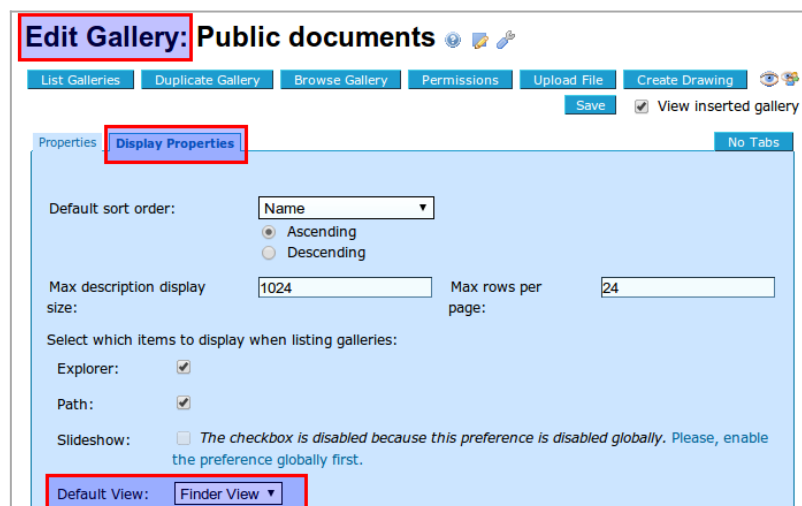 Edit Gallery: Public documents
List Galleries Duplicate Gallery Browse Gallery Permissions Upload File Create Drawing
Save View inserted gallery
Properties Display Properties No Tabs
Default sort order: Name
Ascending
Descending
Max description display size: 1024 Max rows per page: 24
Select which items to display when listing galleries:
Explorer:
Path:
Slideshow: The checkbox is disabled because this preference is disabled globally. Please, enable
the preference globally first.
Default View: Finder View